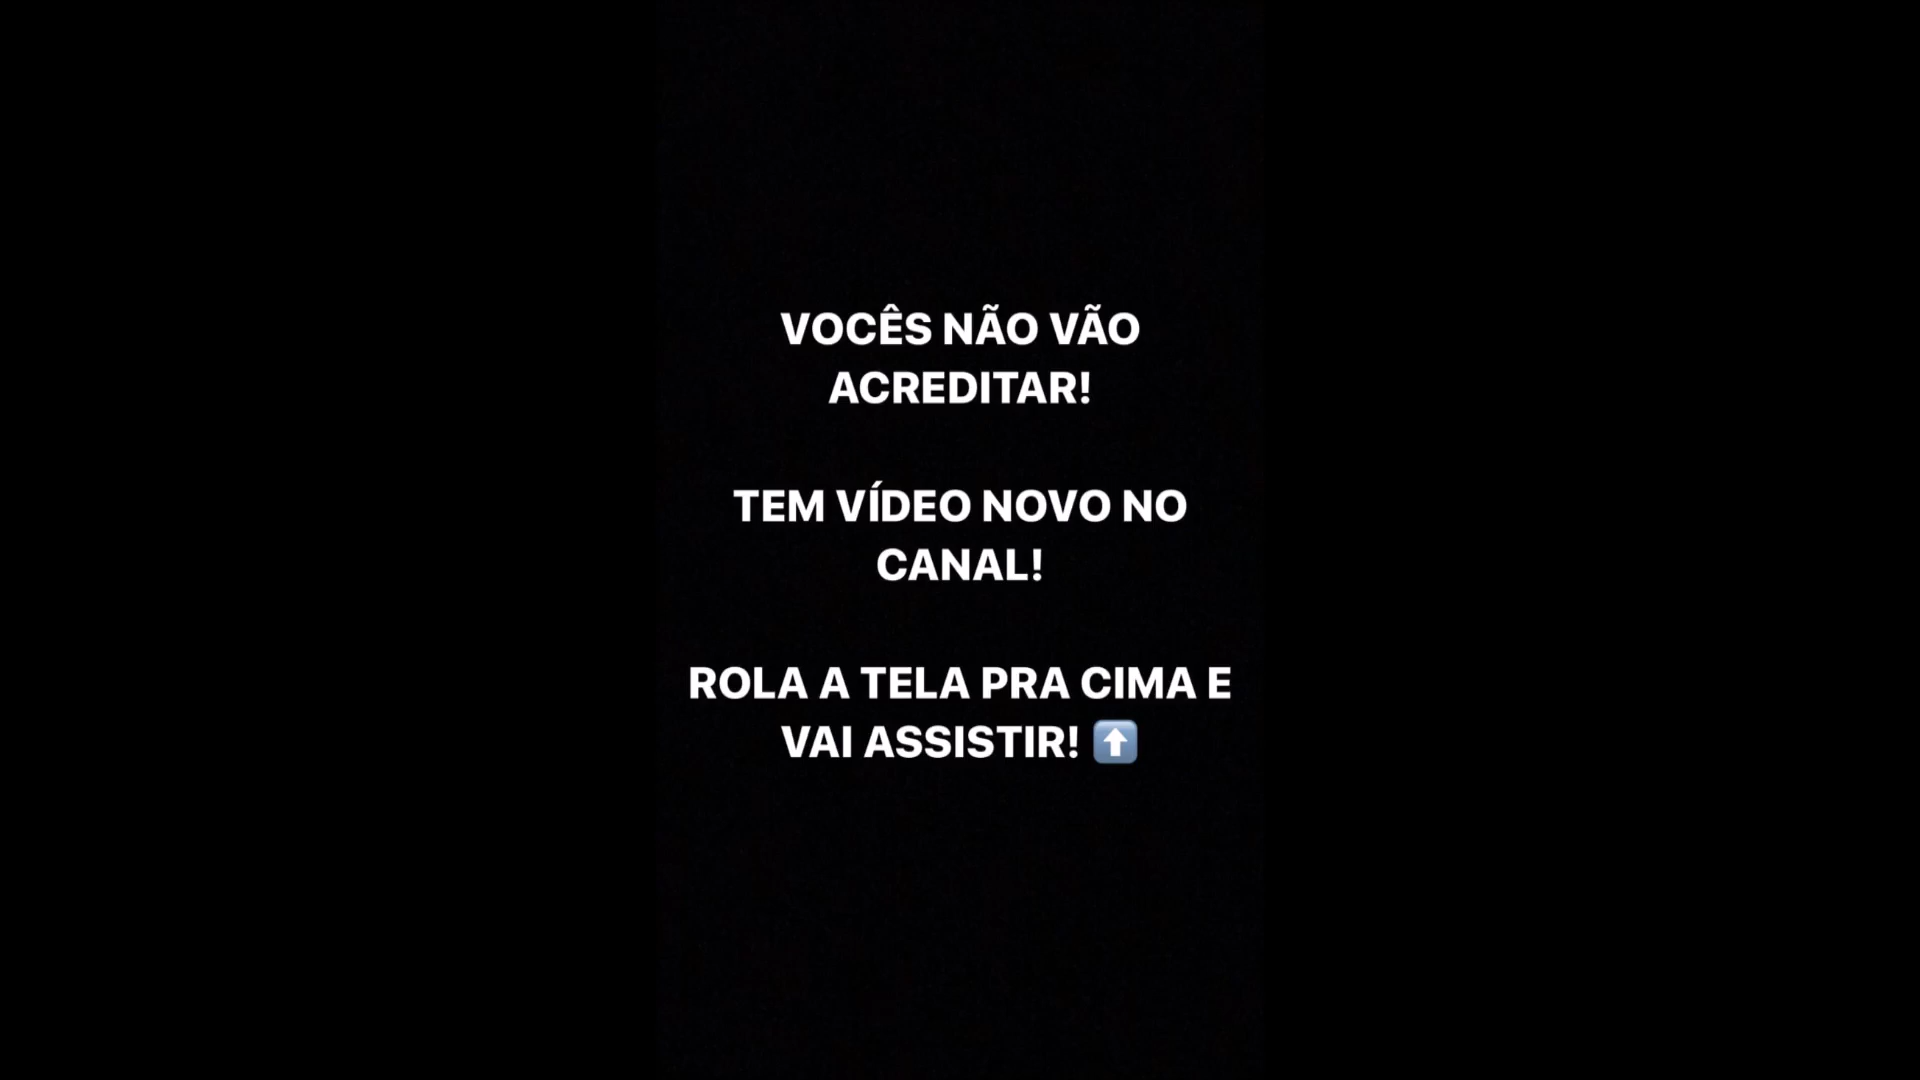 VOCÊS NÃO VÃO
ACREDITAR!
TEM VÍDEO NOVO NO
CANAL!
ROLA A TELA PRA CIMA E
VAI ASSISTIR! ⬆️